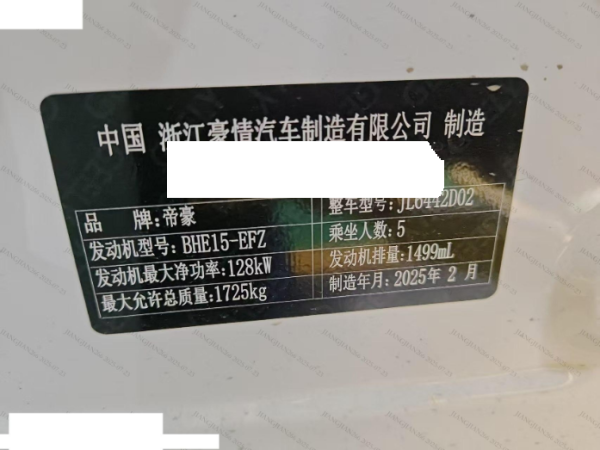 中国 浙江豪情汽车制造有限公司 制造
品 牌:帝豪
整车型号:JL6442D02
发动机型号:BHE15-EFZ
乘坐人数:5
发动机最大净功率:128kW
发动机排量:1499mL
最大允许总质量:1725kg
制造年月:2025年 2 月